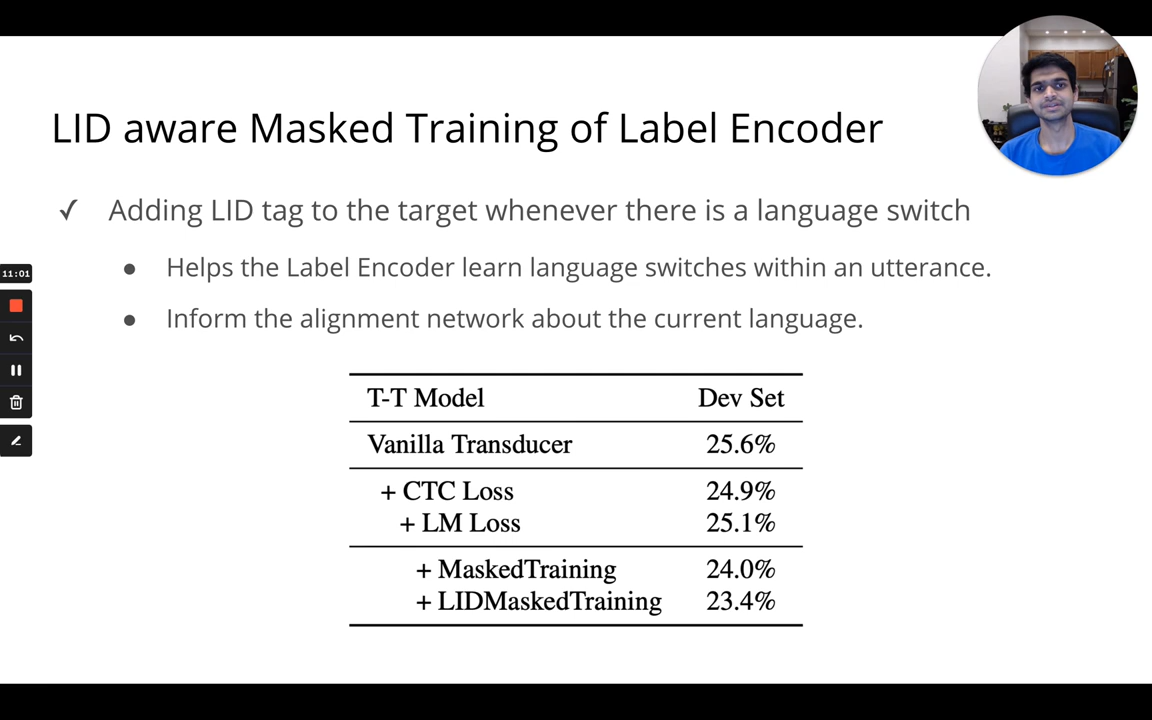 LID aware Masked Training of Label Encoder
✓ Adding LID tag to the target whenever there is a language switch
● Helps the Label Encoder learn language switches within an utterance.
● Inform the alignment network about the current language.
11:01
T-T Model Dev Set
Vanilla Transducer 25.6%
+ CTC Loss 24.9%
+ LM Loss 25.1%
+ MaskedTraining 24.0%
+ LIDMaskedTraining 23.4%